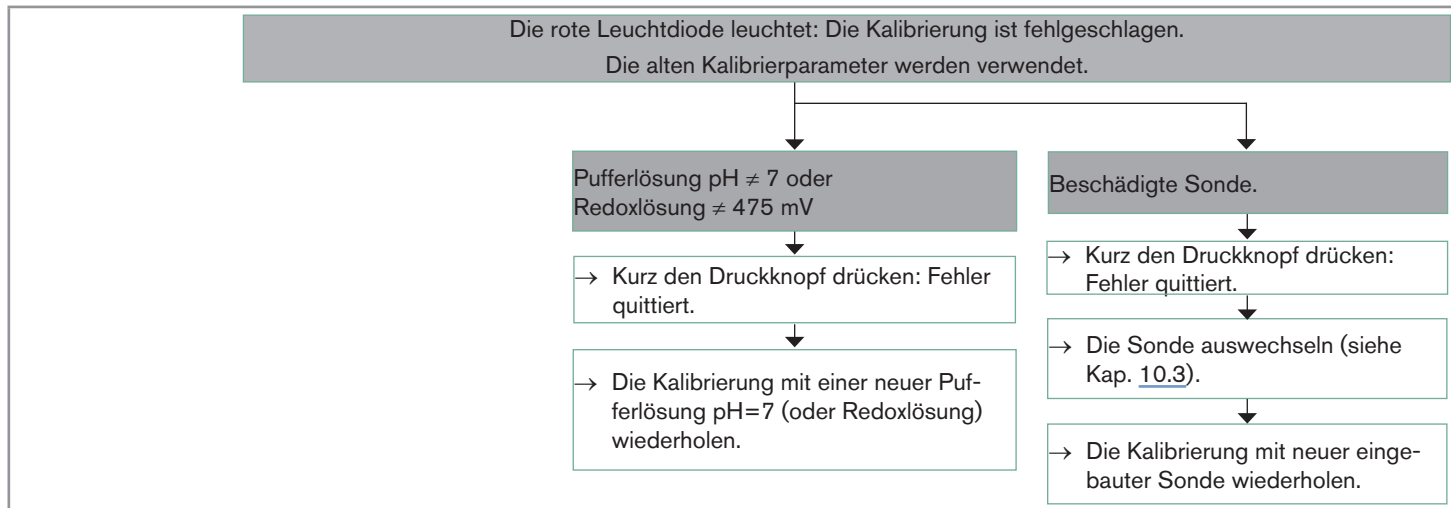 Die rote Leuchtdiode leuchtet: Die Kalibrierung ist fehlgeschlagen.
Die alten Kalibrierparameter werden verwendet.
Pufferlösung pH ≠ 7 oder
Redoxlösung ≠ 475 mV
→ Kurz den Druckknopf drücken: Fehler
quittiert.
→ Die Kalibrierung mit einer neuer Puf-
ferlösung pH=7 (oder Redoxlösung)
wiederholen.
Beschädigte Sonde.
→ Kurz den Druckknopf drücken:
Fehler quittiert.
→ Die Sonde auswechseln (siehe
Kap. 10.3).
→ Die Kalibrierung mit neuer einge-
bauter Sonde wiederholen.